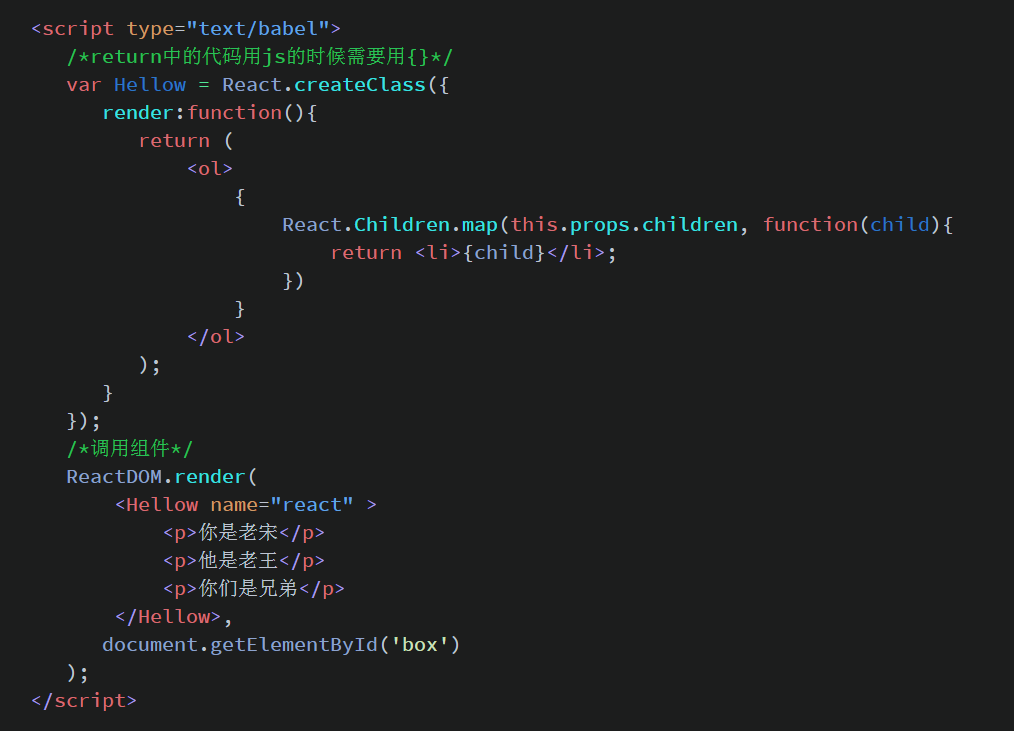 <script type="text/babel">
/*return中的代码用js的时候需要用{}*/
var Hellow = React.createClass({
render:function(){
return (
<ol>
{
React.Children.map(this.props.children, function(child){
return <li>{child}</li>;
})
}
</ol>
);
}
});
/*调用组件*/
ReactDOM.render(
<Hellow name="react" >
<p>你是老宋</p>
<p>他是老王</p>
<p>你们是兄弟</p>
</Hellow>,
document.getElementById('box')
);
</script>